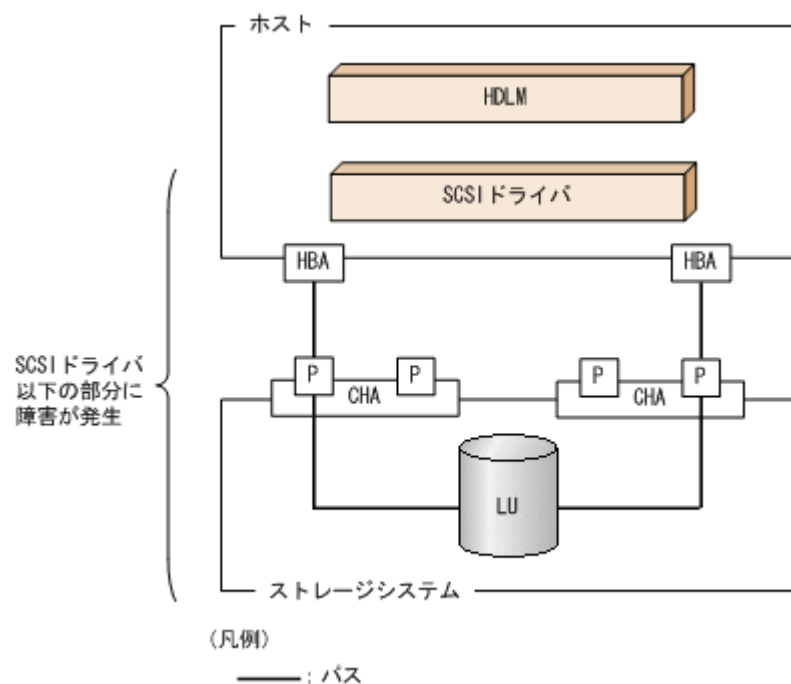 ホスト
HDLM
SCSIドライバ
HBA
HBA
SCSIドライバ
以下の部分に
障害が発生
P
P
P
P
CHA
CHA
LU
ストレージシステム
(凡例)
: パス